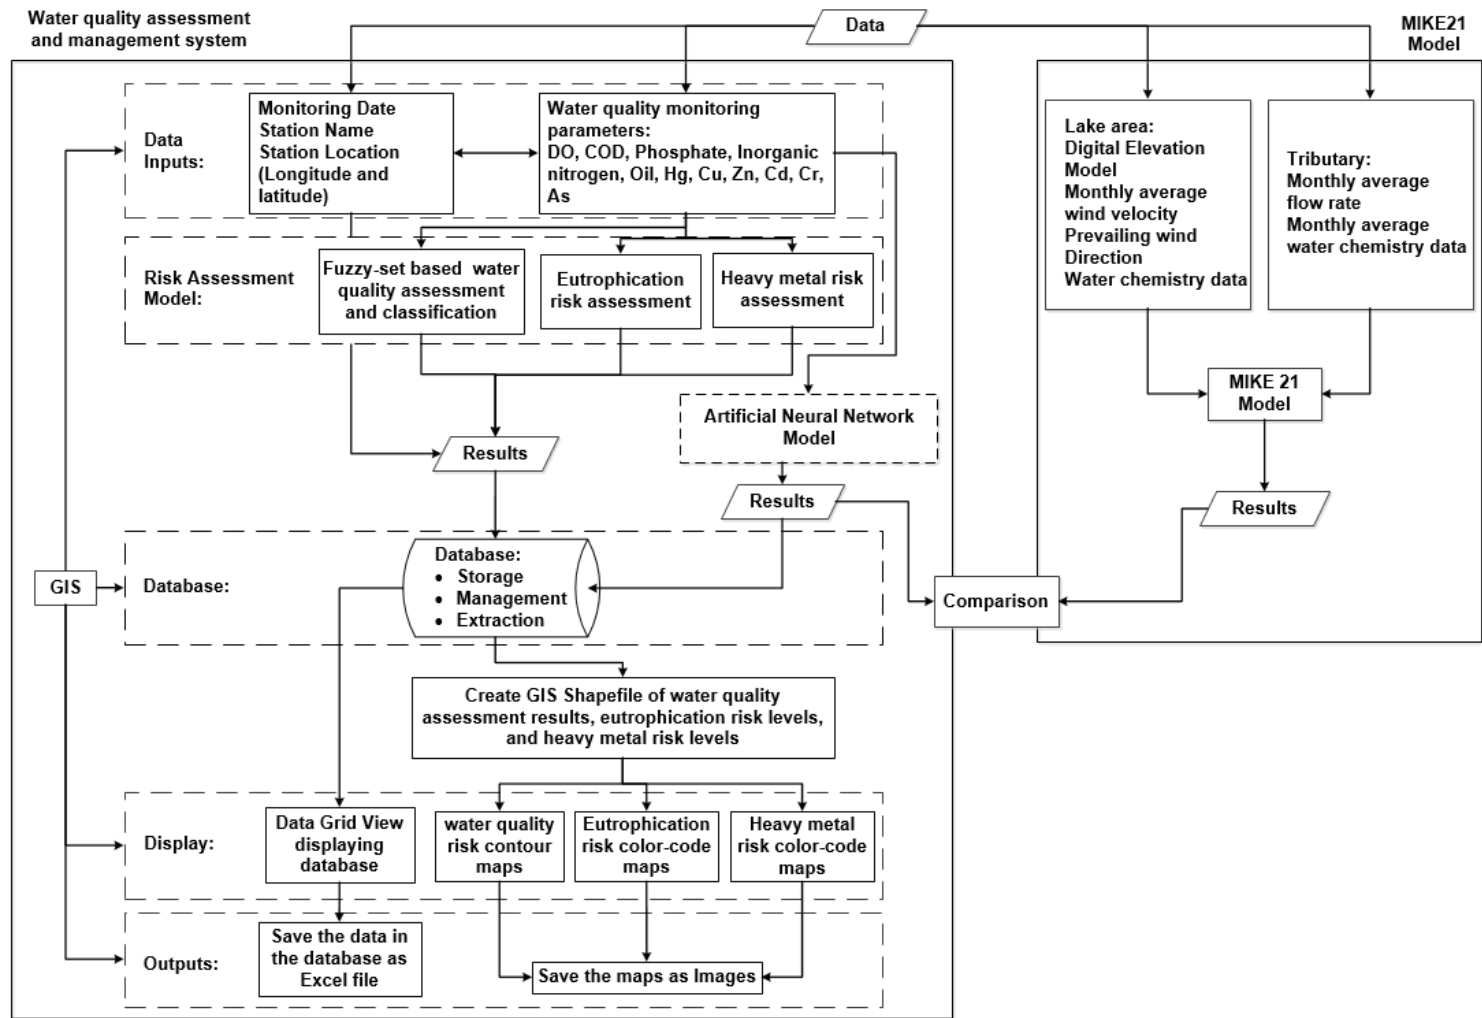 Water quality assessment
and management system
Data
MIKE21
Model
Data
Inputs:
Monitoring Date
Station Name
Station Location
(Longitude and
latitude)
Water quality monitoring
parameters:
DO, COD, Phosphate, Inorganic
nitrogen, Oil, Hg, Cu, Zn, Cd, Cr,
As
Lake area:
Digital Elevation
Model
Monthly average
wind velocity
Prevailing wind
Direction
Water chemistry data
Tributary:
Monthly average
flow rate
Monthly average
water chemistry data
Risk Assessment
Model:
Fuzzy-set based water
quality assessment
and classification
Eutrophication
risk assessment
Heavy metal risk
assessment
MIKE 21
Model
Artificial Neural Network
Model
Results
Results
Results
GIS
Database:
Database:
• Storage
• Management
• Extraction
Comparison
Create GIS Shapefile of water quality
assessment results, eutrophication risk levels,
and heavy metal risk levels
Display:
Data Grid View
displaying
database
water quality
risk contour
maps
Eutrophication
risk color-code
maps
Heavy metal
risk color-code
maps
Outputs:
Save the data in
the database as
Excel file
Save the maps as Images